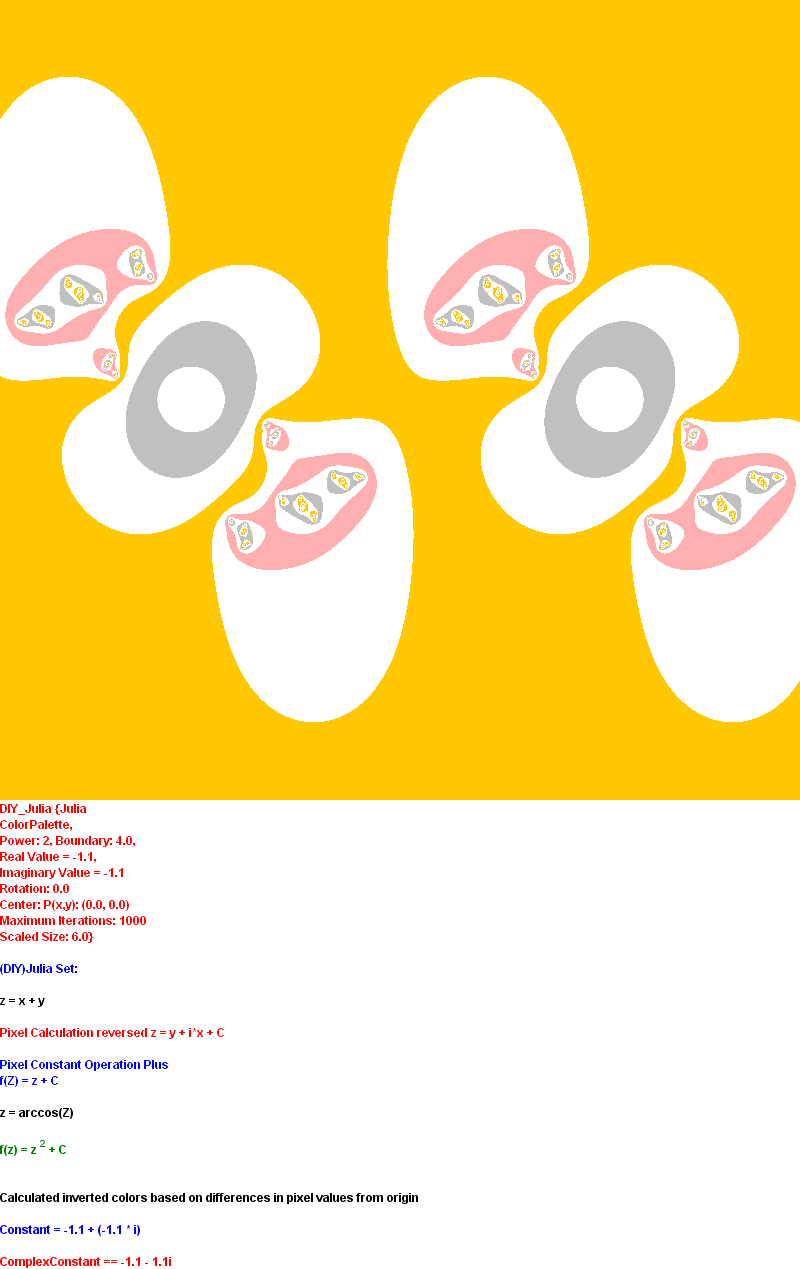 DIY_Julia {Julia
ColorPalette,
Power: 2, Boundary: 4.0,
Real Value = -1.1,
Imaginary Value = -1.1
Rotation: 0.0
Center: P(x,y): (0.0, 0.0)
Maximum Iterations: 1000
Scaled Size: 6.0}
(DIY)Julia Set:
z = x + y
Pixel Calculation reversed z = y + i*x + C
Pixel Constant Operation Plus
f(Z) = z + C
z = arccos(Z)
f(z) = z ² + C
Calculated inverted colors based on differences in pixel values from origin
Constant = -1.1 + (-1.1 * i)
ComplexConstant == -1.1 - 1.1i